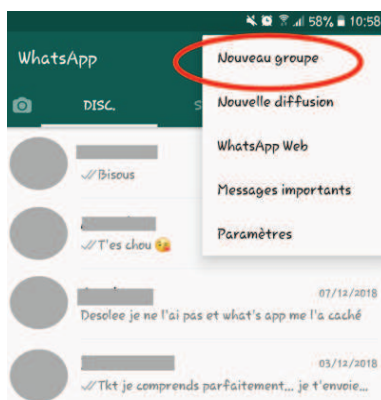 58% 10:58
WhatsApp
Nouveau groupe
DISC.
S
Nouvelle diffusion
WhatsApp Web
Bisous
Messages importants
T'es chou
Paramètres
07/12/2018
Desolee je ne l'ai pas et what's app me l'a caché
03/12/2018
Tkt je comprends parfaitement... je t'envoie...